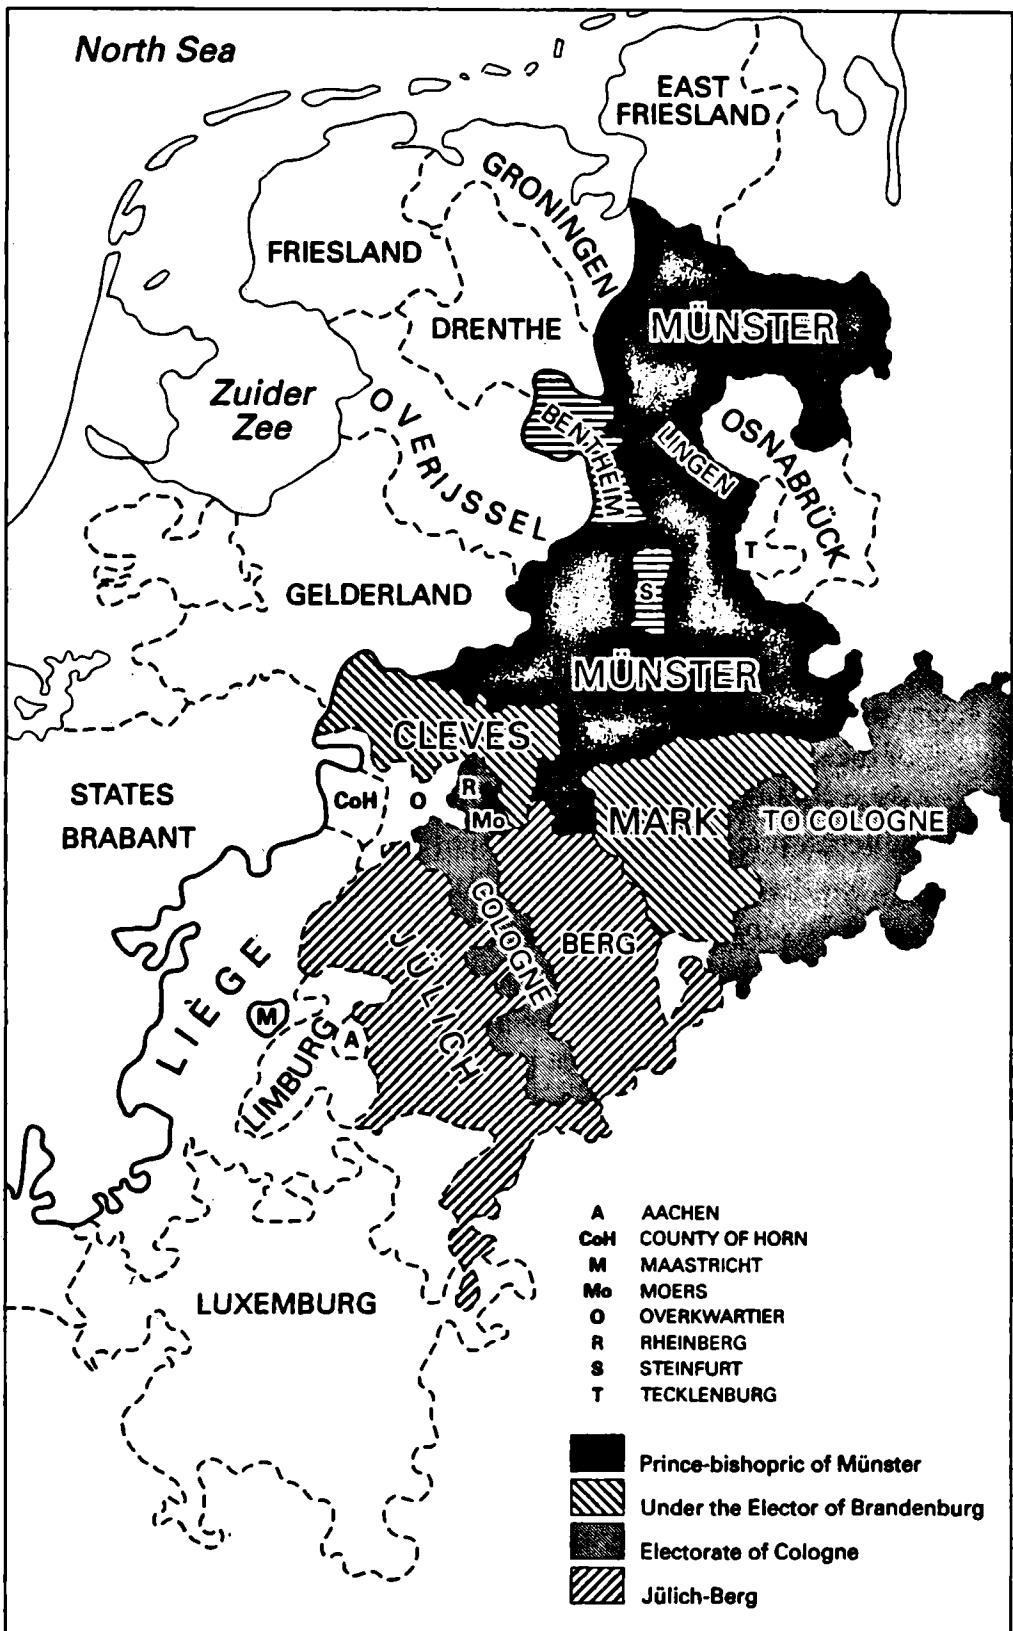 North Sea
EAST
FRIESLAND
GRONINGEN
FRIESLAND
DRENTHE
MÜNSTER
Zuider
Zee
OVERIJSSEL
BENTHEIM
LINGEN
OSNABRÜCK
T
S
GELDERLAND
MÜNSTER
CLEVES
STATES
BRABANT
CoH
O
R
Mo
MARK
TO COLOGNE
COLOGNE
BERG
JÜLICH
LIÈGE
M
A
LIMBURG
LUXEMBURG
A AACHEN
CoH COUNTY OF HORN
M MAASTRICHT
Mo MOERS
O OVERKWARTIER
R RHEINBERG
S STEINFURT
T TECKLENBURG
Prince-bishopric of Münster
Under the Elector of Brandenburg
Electorate of Cologne
Jülich-Berg